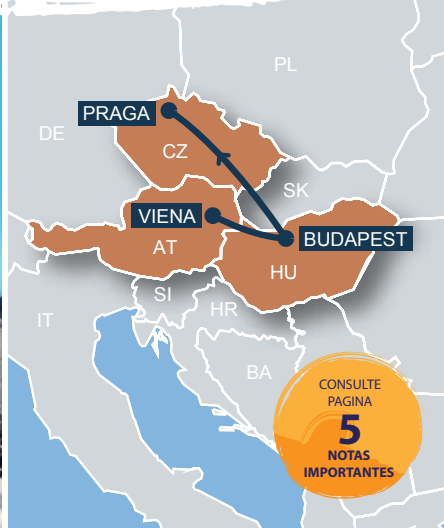 PL
PRAGA
DE
CZ
SK
VIENA
BUDAPEST
AT
HU
SI
HR
IT
BA
CONSULTE
PAGINA
5
NOTAS
IMPORTANTES